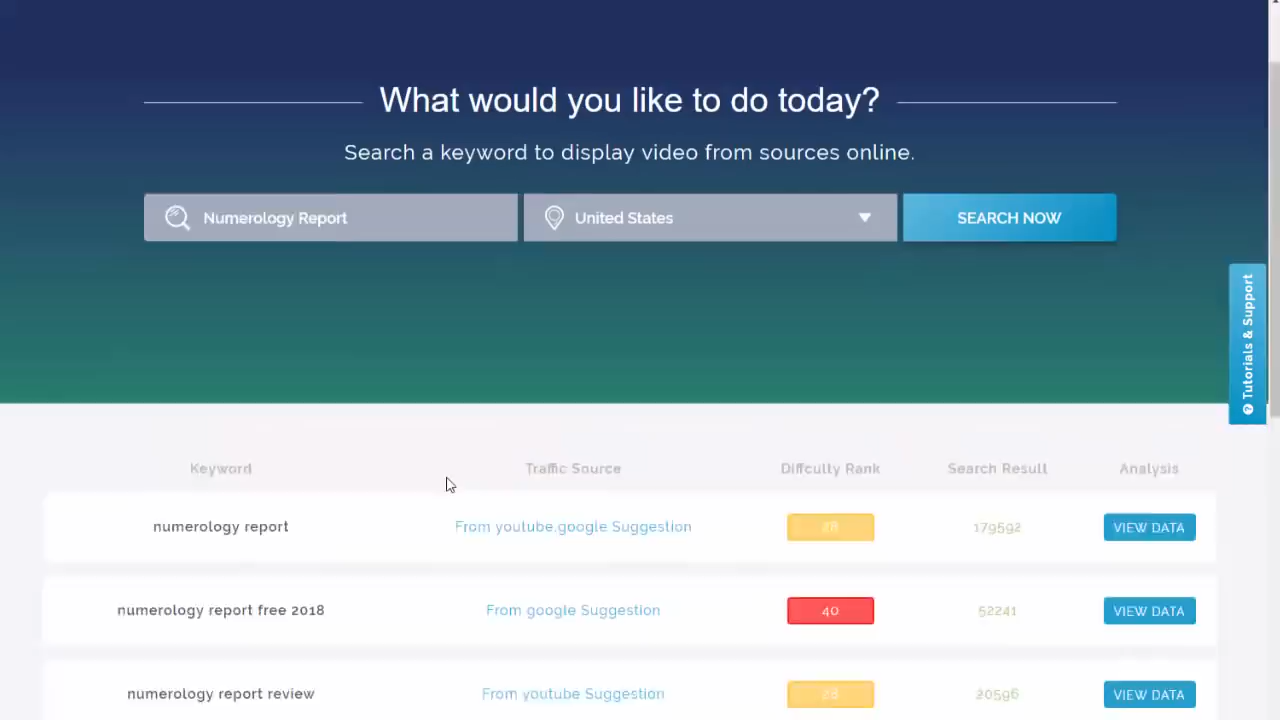 What would you like to do today?
Search a keyword to display video from sources online.
Numerology Report United States SEARCH NOW
Tutorials & Support
Keyword Traffic Source Diffculty Rank Search Result Analysis
numerology report From youtube,google Suggestion 28 179592 VIEW DATA
numerology report free 2018 From google Suggestion 40 52241 VIEW DATA
numerology report review From youtube Suggestion 28 20596 VIEW DATA